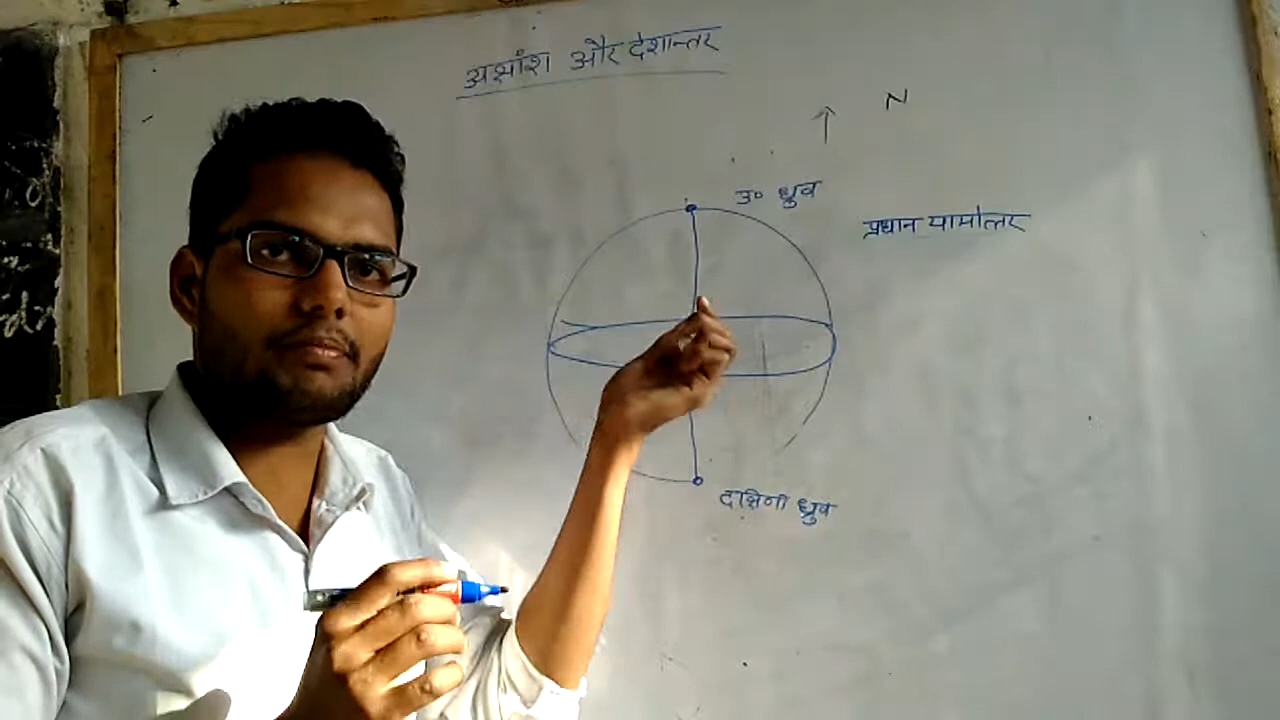 अक्षांश और देशान्तर
N
उ० ध्रुव
प्रधान यामोत्तर
दक्षिणी ध्रुव